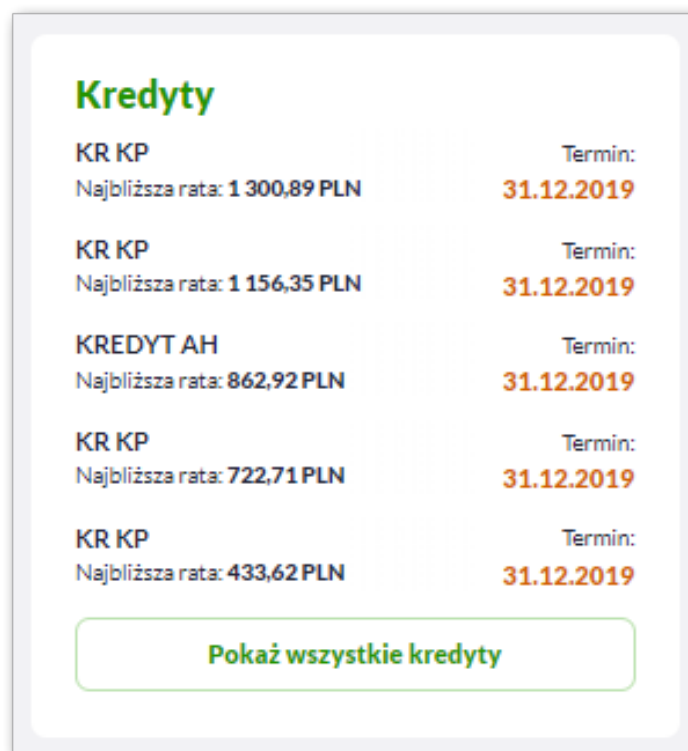 Kredyty
KR KP Termin:
Najbliższa rata: 1 300,89 PLN 31.12.2019
KR KP Termin:
Najbliższa rata: 1 156,35 PLN 31.12.2019
KREDYT AH Termin:
Najbliższa rata: 862,92 PLN 31.12.2019
KR KP Termin:
Najbliższa rata: 722,71 PLN 31.12.2019
KR KP Termin:
Najbliższa rata: 433,62 PLN 31.12.2019
Pokaż wszystkie kredyty